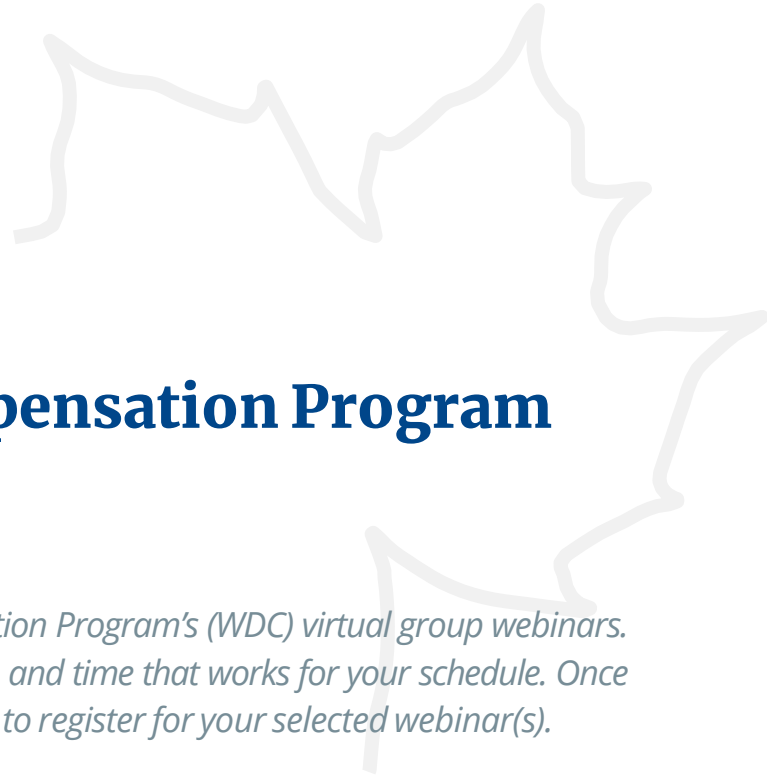 pensation Program
tion Program's (WDC) virtual group webinars.
and time that works for your schedule. Once
to register for your selected webinar(s).